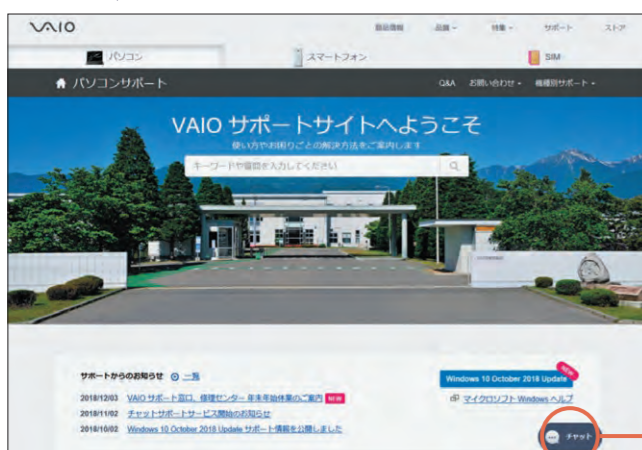 VAIO
製品情報 品質 特集 サポート ストア
パソコン スマートフォン SIM
パソコンサポート Q&A お問い合わせ 機種別サポート
VAIO サポートサイトへようこそ
使い方やお困りごとの解決方法をご案内します
キーワードや質問を入力してください
サポートからのお知らせ 一覧
2018/12/03 VAIO サポート窓口、修理センター 年末年始休業のご案内 NEW
2018/11/02 チャットサポートサービス開始のお知らせ
2018/10/02 Windows 10 October 2018 Update サポート情報を公開しました
NEW
Windows 10 October 2018 Update
マイクロソフト Windows ヘルプ
チャット